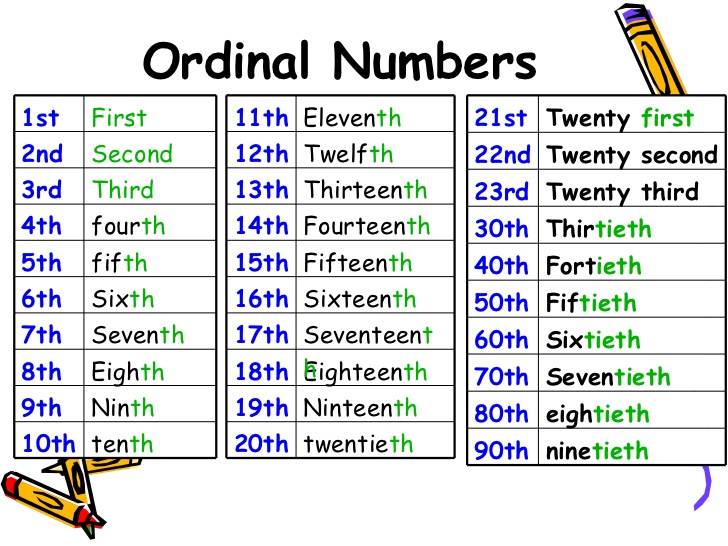 Ordinal Numbers
1st First
2nd Second
3rd Third
4th fourth
5th fifth
6th Sixth
7th Seventh
8th Eighth
9th Ninth
10th tenth
11th Eleventh
12th Twelfth
13th Thirteenth
14th Fourteenth
15th Fifteenth
16th Sixteenth
17th Seventeent
h
18th Eighteenth
19th Ninteenth
20th twentieth
21st Twenty first
22nd Twenty second
23rd Twenty third
30th Thirtieth
40th Fortieth
50th Fiftieth
60th Sixtieth
70th Seventieth
80th eightieth
90th ninetieth